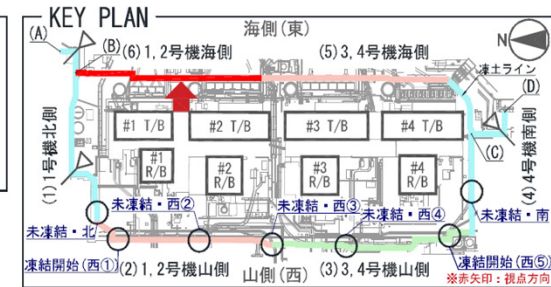 KEY PLAN
海側(東)
N
(A)
(B)
(6)1,2号機海側
(5)3,4号機海側
凍土ライン
(D)
#1 T/B
#2 T/B
#3 T/B
#4 T/B
(C)
(1)1号機北側
#1
R/B
#2
R/B
#3
R/B
#4
R/B
(4)4号機南側
未凍結・西②
未凍結・西③
未凍結・西④
未凍結・南
未凍結・北
凍結開始(西①)
(2)1,2号機山側
山側(西)
(3)3,4号機山側
凍結開始(西⑤)
※赤矢印:視点方向